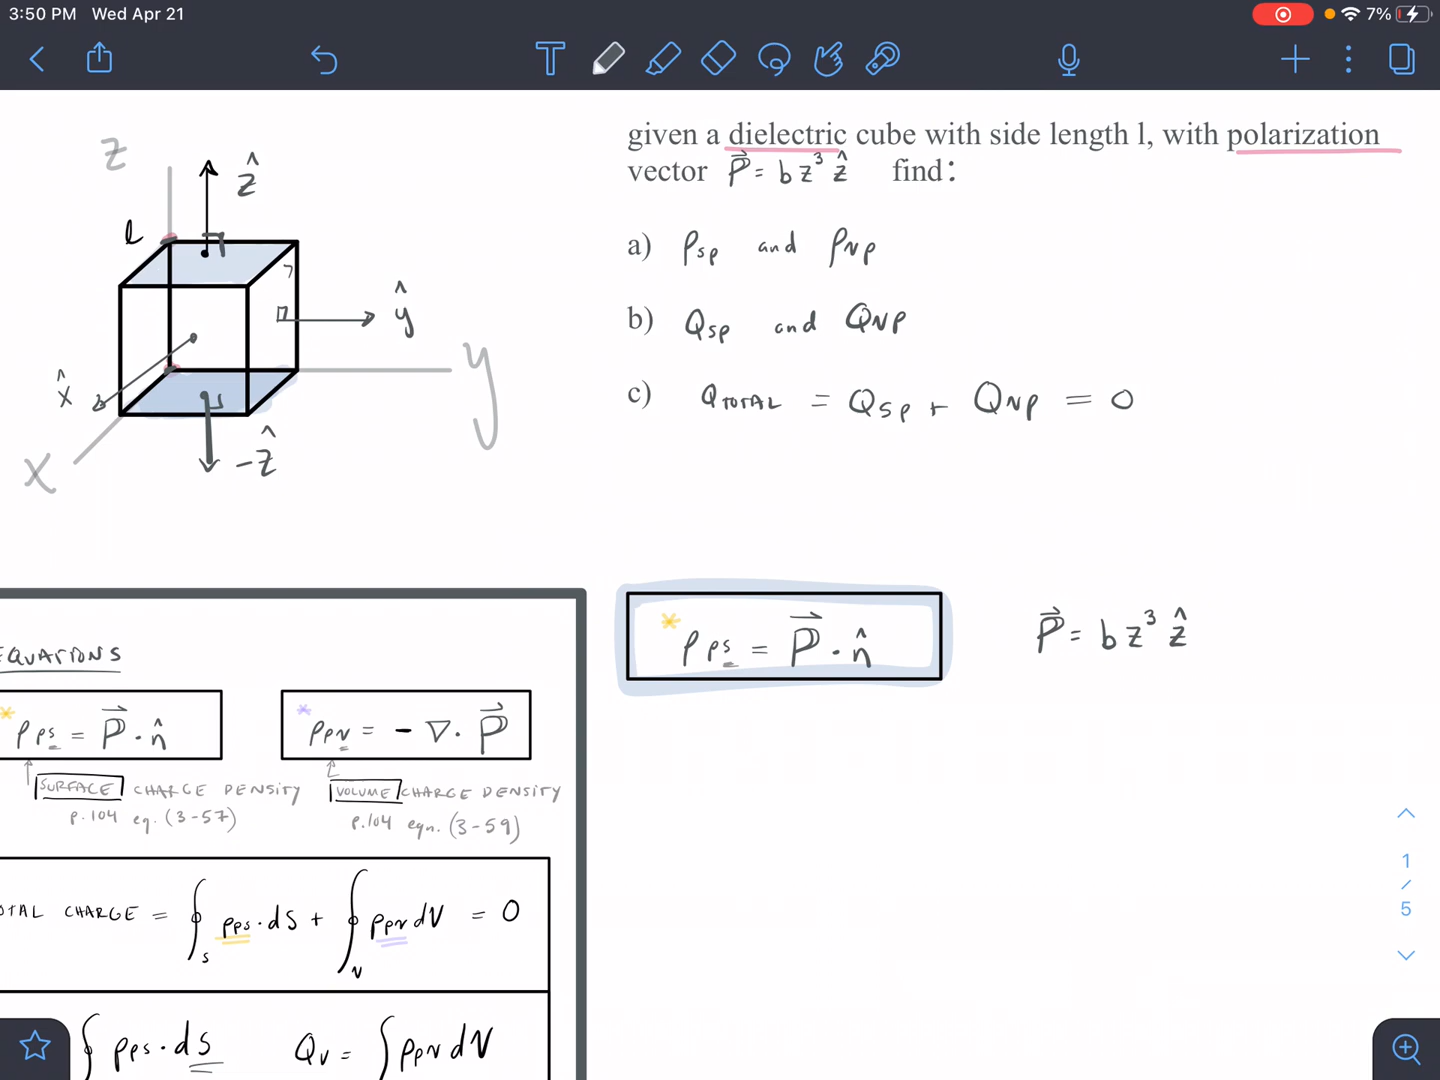 3:50 PM Wed Apr 21
7%
T
given a dielectric cube with side length l, with polarization
vector P⃗ = b z³ ẑ find:
a) ρsp and ρvp
b) Qsp and Qvp
c) QTOTAL = Qsp + Qvp = 0
z
ẑ
l
ŷ
y
x̂
-ẑ
x
EQUATIONS
* ρps = P⃗ · n̂
* ρpv = - ∇ · P⃗
SURFACE CHARGE DENSITY
p.104 eq. (3-57)
VOLUME CHARGE DENSITY
p.104 eqn. (3-59)
OTAL CHARGE = ∮s ρps · dS + ∮v ρpv dV = 0
∮ ρps · dS Qv = ∫ ρpv dV
* ρps = P⃗ · n̂
P⃗ = b z³ ẑ
1
/
5